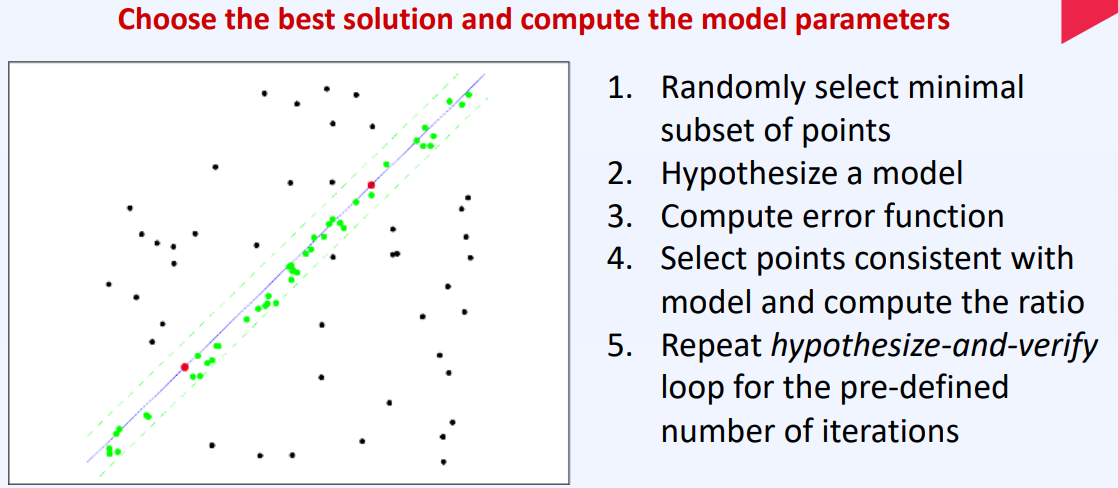 Choose the best solution and compute the model parameters
1. Randomly select minimal
subset of points
2. Hypothesize a model
3. Compute error function
4. Select points consistent with
model and compute the ratio
5. Repeat hypothesize-and-verify
loop for the pre-defined
number of iterations